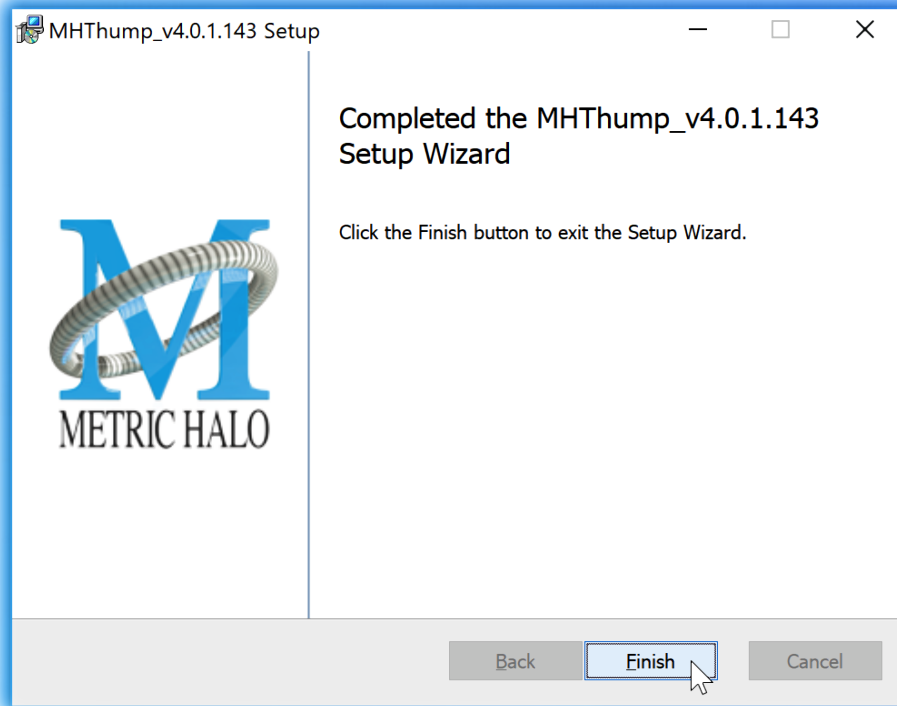 MHThump_v4.0.1.143 Setup
Completed the MHThump_v4.0.1.143
Setup Wizard
Click the Finish button to exit the Setup Wizard.
METRIC HALO
Back
Finish
Cancel